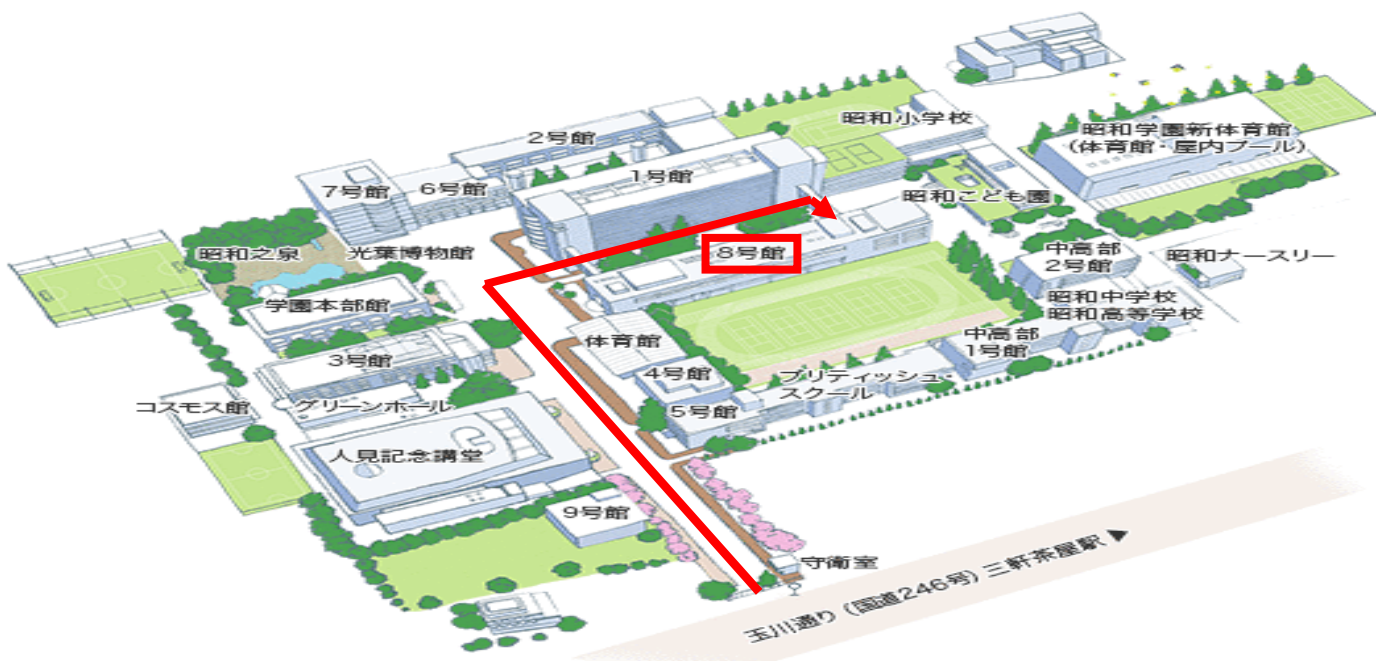 2号館
昭和小学校
昭和学園新体育館
(体育館・屋内プール)
7号館
6号館
1号館
昭和こども園
昭和之泉
光葉博物館
8号館
中高部
2号館
昭和ナースリー
学園本部館
昭和中学校
昭和高等学校
体育館
中高部
1号館
3号館
4号館
ブリティッシュ・
スクール
コスモス館
グリーンホール
5号館
人見記念講堂
9号館
守衛室
玉川通り (国道246号) 三軒茶屋駅 ▶